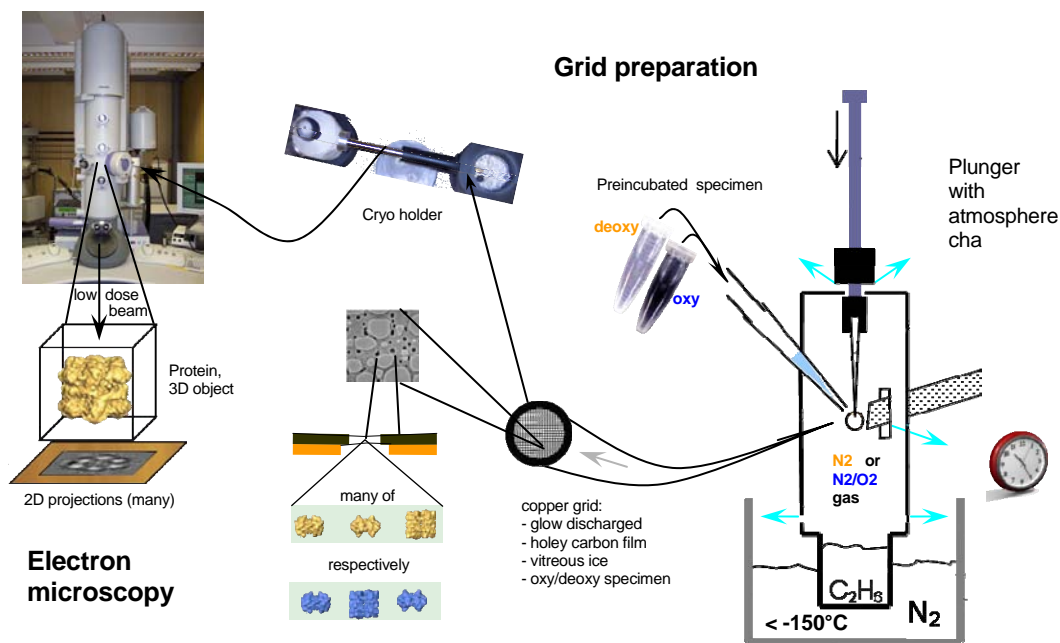 Grid preparation
Preincubated specimen
deoxy
oxy
Plunger
with
atmosphere
cha
Cryo holder
low dose
beam
Protein,
3D object
2D projections (many)
Electron
microscopy
many of
respectively
copper grid:
- glow discharged
- holey carbon film
- vitreous ice
- oxy/deoxy specimen
N2 or
N2/O2
gas
C₂H₆
N₂
< -150°C